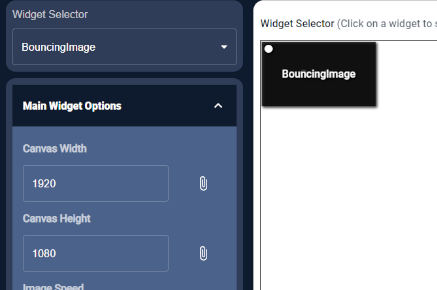 Widget Selector
BouncingImage
Main Widget Options
Canvas Width
1920
Canvas Height
1080
Image Speed
Widget Selector (Click on a widget to
BouncingImage